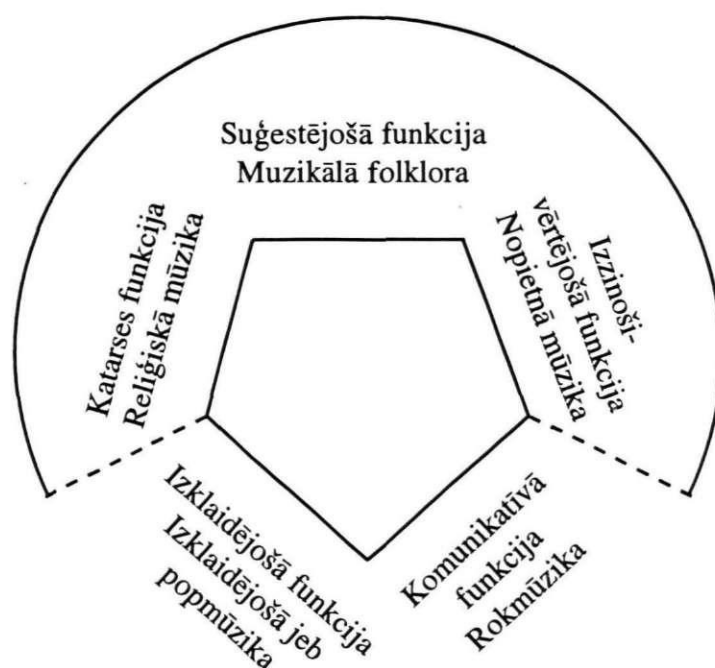 Suģestējošā funkcija
Muzikālā folklora
Katarses funkcija
Reliģiskā mūzika
Izzinoši-
vērtējošā funkcija
Nopietnā mūzika
Izklaidējošā funkcija
Izklaidējošā jeb
popmūzika
Komunikatīvā
funkcija
Rokmūzika